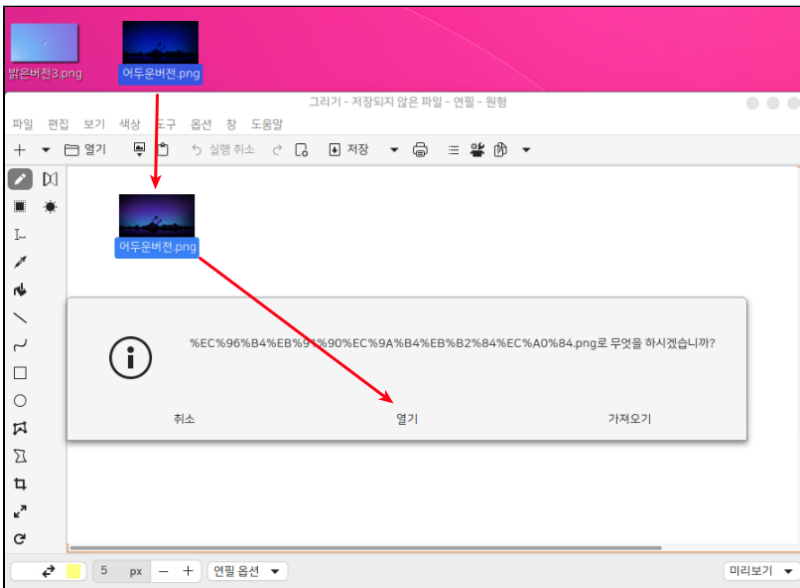 밝은버전3.png
어두운버전.png
그리기 - 저장되지 않은 파일 - 연필 - 원형
파일 편집 보기 색상 도구 옵션 창 도움말
열기 실행 취소 저장
어두운버전.png
%EC%96%B4%EB%91%90%EC%9A%B4%EB%B2%84%EC%A0%84.png로 무엇을 하시겠습니까?
취소 열기 가져오기
5 px 연필 옵션 미리보기